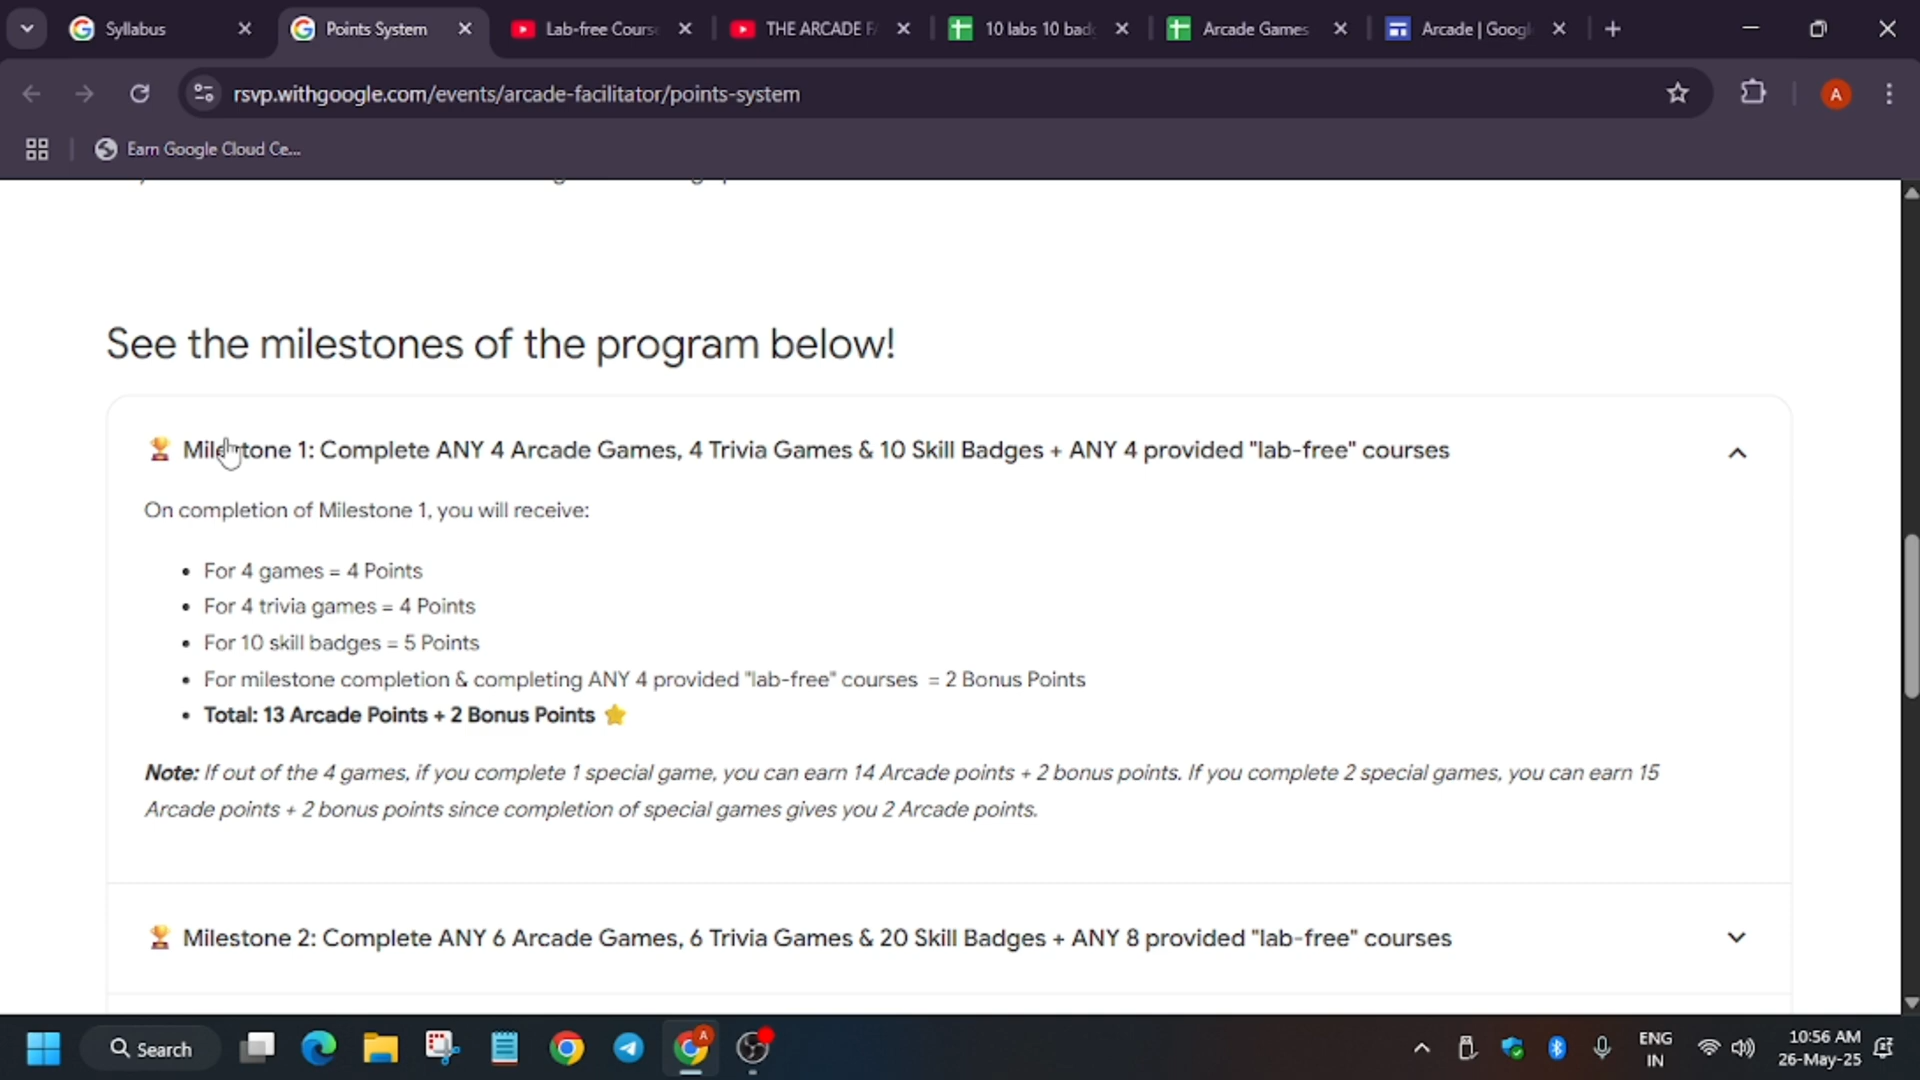 Syllabus
Points System
Lab-free Cours
THE ARCADE F
10 labs 10 bad
Arcade Games
Arcade | Googl
rsvp.withgoogle.com/events/arcade-facilitator/points-system
A
Earn Google Cloud Ce...
See the milestones of the program below!
Milestone 1: Complete ANY 4 Arcade Games, 4 Trivia Games & 10 Skill Badges + ANY 4 provided "lab-free" courses
On completion of Milestone 1, you will receive:
• For 4 games = 4 Points
• For 4 trivia games = 4 Points
• For 10 skill badges = 5 Points
• For milestone completion & completing ANY 4 provided "lab-free" courses = 2 Bonus Points
• Total: 13 Arcade Points + 2 Bonus Points
Note: If out of the 4 games, if you complete 1 special game, you can earn 14 Arcade points + 2 bonus points. If you complete 2 special games, you can earn 15
Arcade points + 2 bonus points since completion of special games gives you 2 Arcade points.
Milestone 2: Complete ANY 6 Arcade Games, 6 Trivia Games & 20 Skill Badges + ANY 8 provided "lab-free" courses
Search
A
ENG
IN
10:56 AM
26-May-25